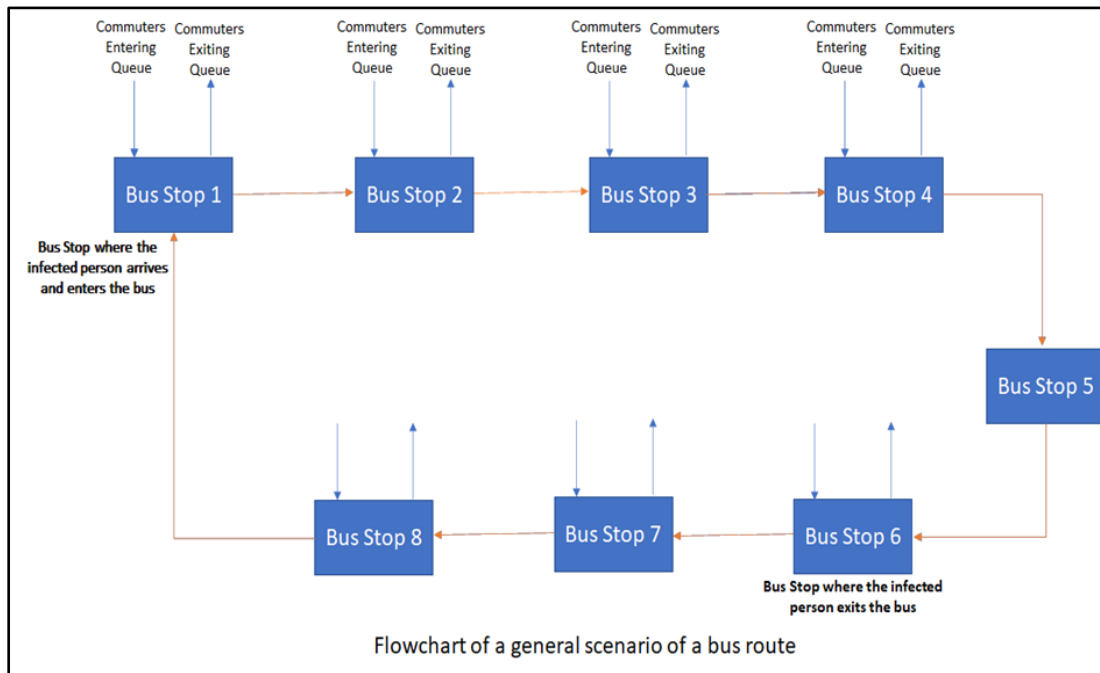 Commuters
Entering
Queue
Commuters
Exiting
Queue
Commuters
Entering
Queue
Commuters
Exiting
Queue
Commuters
Entering
Queue
Commuters
Exiting
Queue
Commuters
Entering
Queue
Commuters
Exiting
Queue
Bus Stop 1
Bus Stop 2
Bus Stop 3
Bus Stop 4
Bus Stop where the
infected person arrives
and enters the bus
Bus Stop 5
Bus Stop 8
Bus Stop 7
Bus Stop 6
Bus Stop where the infected
person exits the bus
Flowchart of a general scenario of a bus route